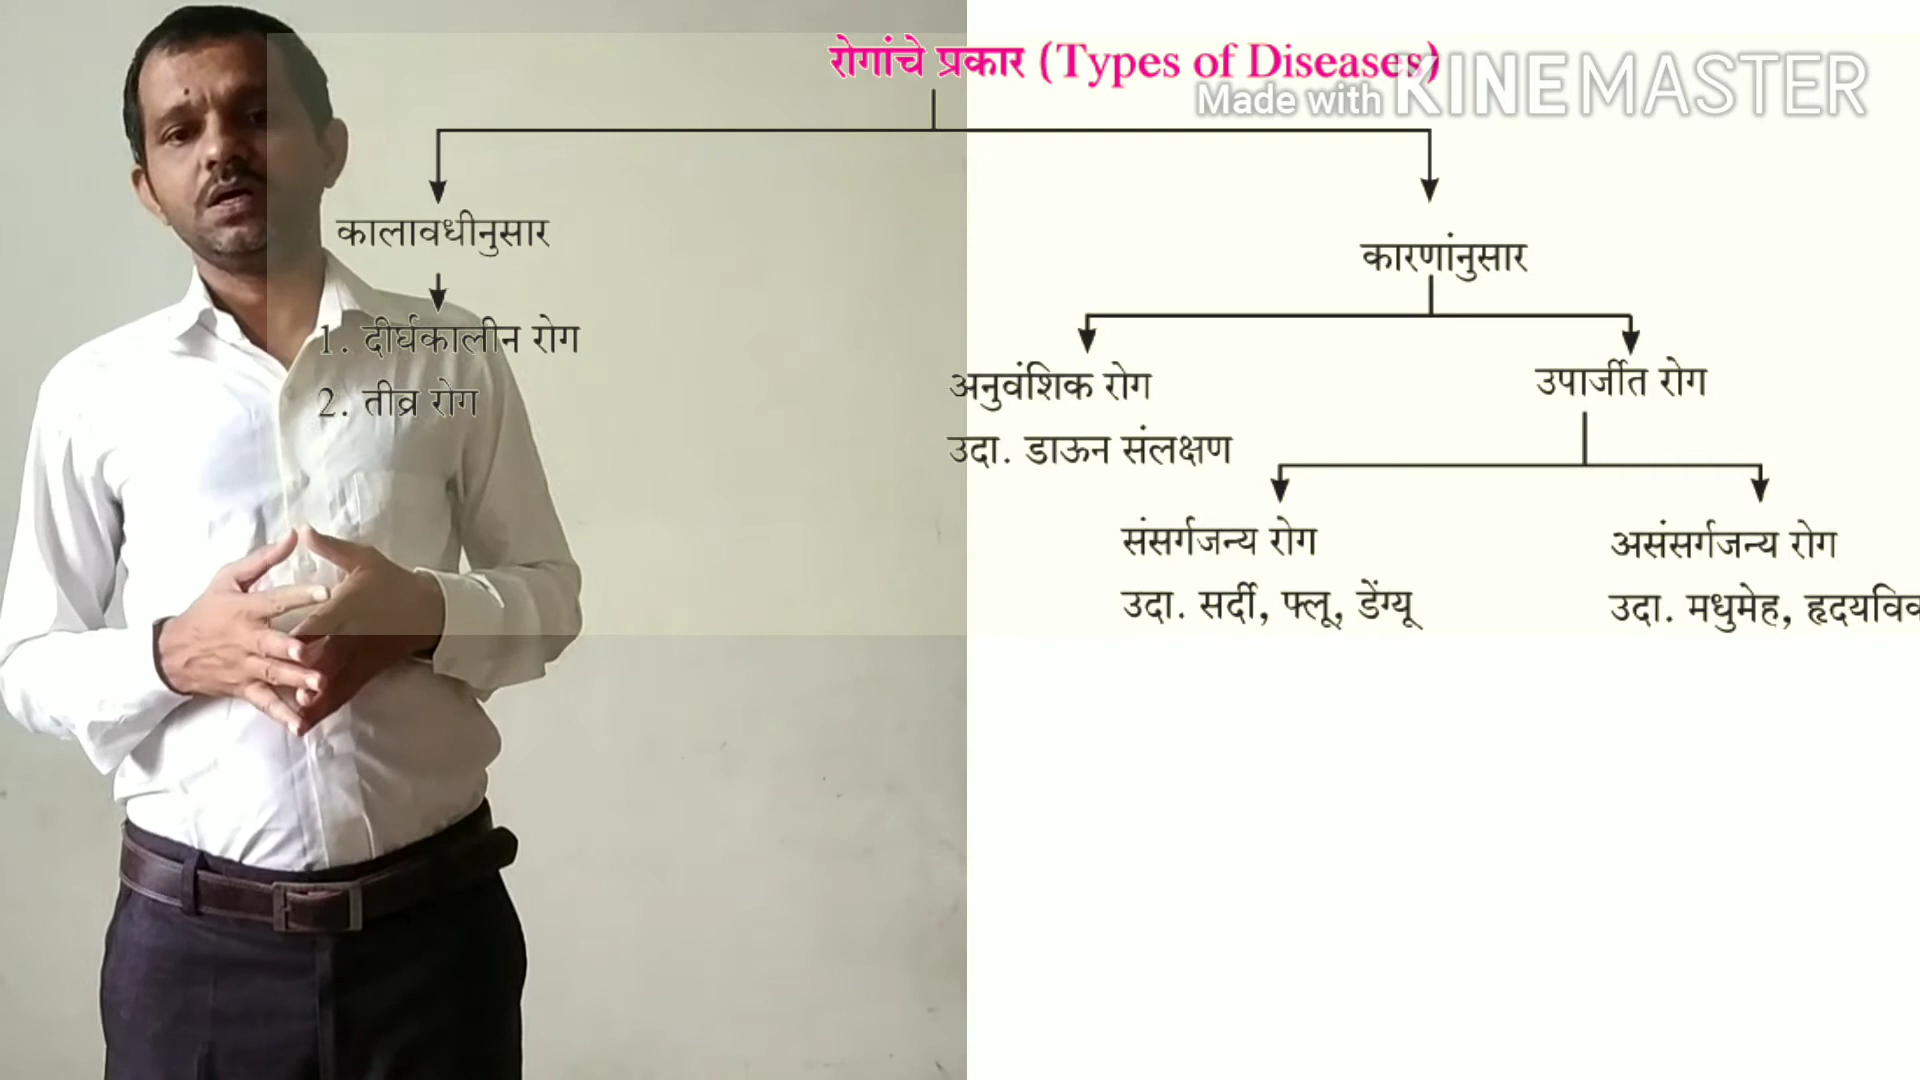 रोगांचे प्रकार (Types of Diseases)
Made with KINEMASTER
कालावधीनुसार
कारणांनुसार
1. दीर्घकालीन रोग
2. तीव्र रोग
अनुवंशिक रोग
उदा. डाऊन संलक्षण
उपार्जीत रोग
संसर्गजन्य रोग
उदा. सर्दी, फ्लू, डेंग्यू
असंसर्गजन्य रोग
उदा. मधुमेह,